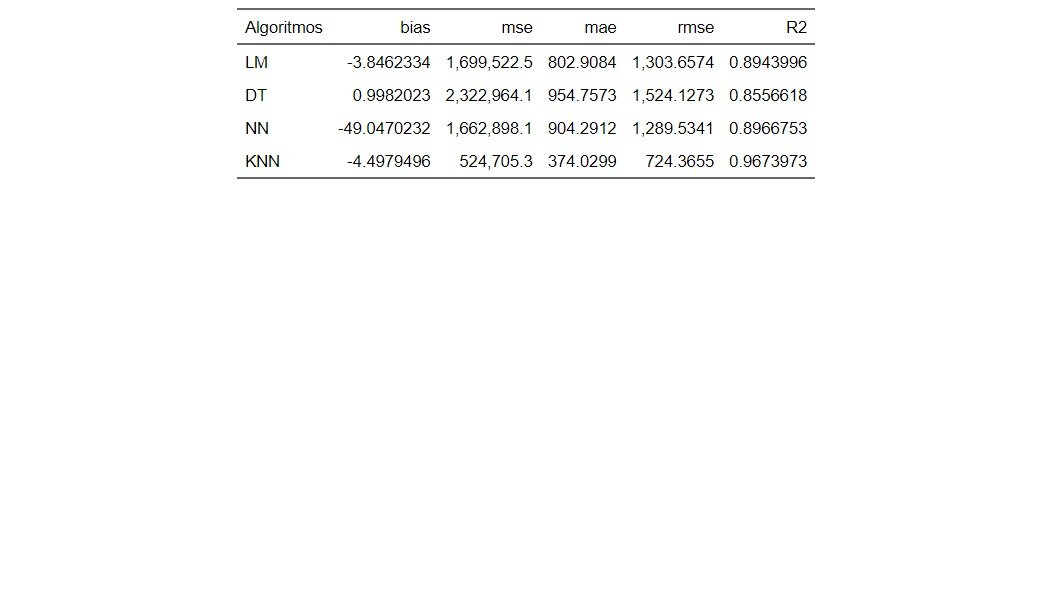 Algoritmos bias mse mae rmse R2
LM -3.8462334 1,699,522.5 802.9084 1,303.6574 0.8943996
DT 0.9982023 2,322,964.1 954.7573 1,524.1273 0.8556618
NN -49.0470232 1,662,898.1 904.2912 1,289.5341 0.8966753
KNN -4.4979496 524,705.3 374.0299 724.3655 0.9673973